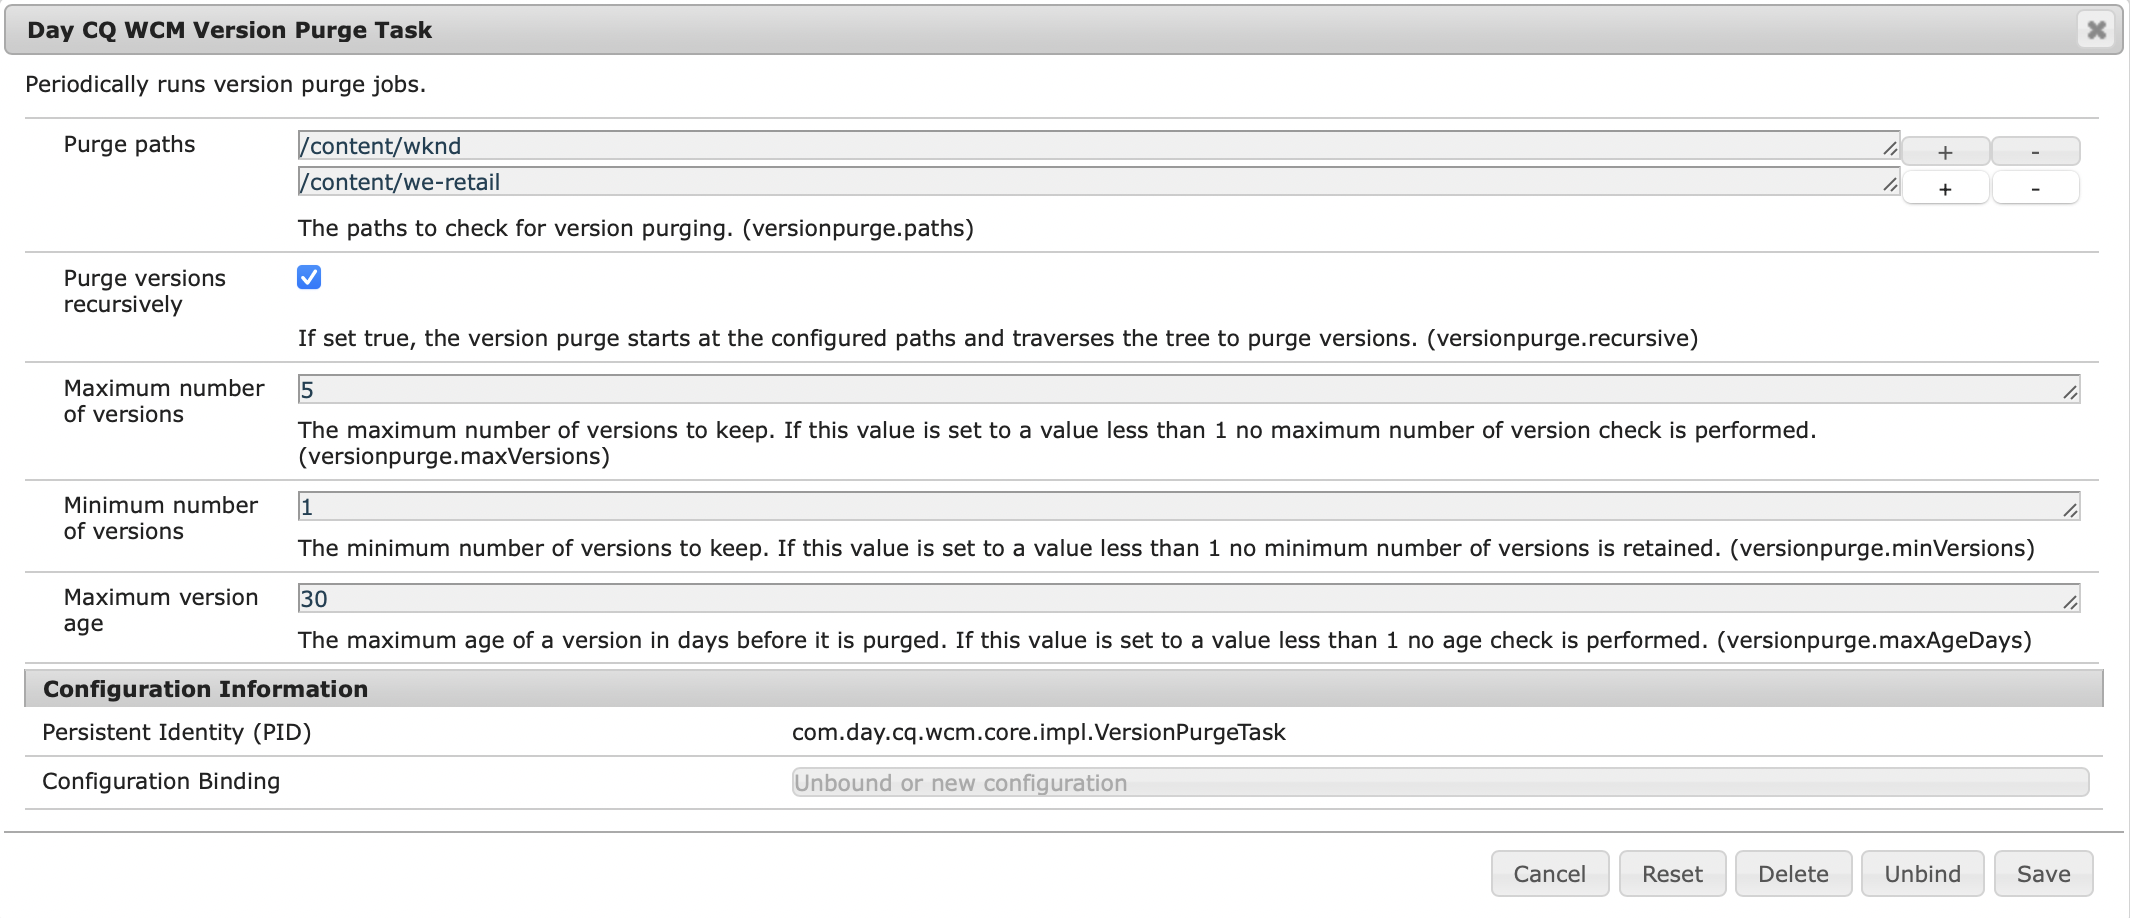 Day CQ WCM Version Purge Task
Periodically runs version purge jobs.
Purge paths
/content/wknd
+
-
/content/we-retail
+
-
The paths to check for version purging. (versionpurge.paths)
Purge versions
recursively
If set true, the version purge starts at the configured paths and traverses the tree to purge versions. (versionpurge.recursive)
Maximum number
of versions
5
The maximum number of versions to keep. If this value is set to a value less than 1 no maximum number of version check is performed.
(versionpurge.maxVersions)
Minimum number
of versions
1
The minimum number of versions to keep. If this value is set to a value less than 1 no minimum number of versions is retained. (versionpurge.minVersions)
Maximum version
age
30
The maximum age of a version in days before it is purged. If this value is set to a value less than 1 no age check is performed. (versionpurge.maxAgeDays)
Configuration Information
Persistent Identity (PID)
com.day.cq.wcm.core.impl.VersionPurgeTask
Configuration Binding
Unbound or new configuration
Cancel
Reset
Delete
Unbind
Save